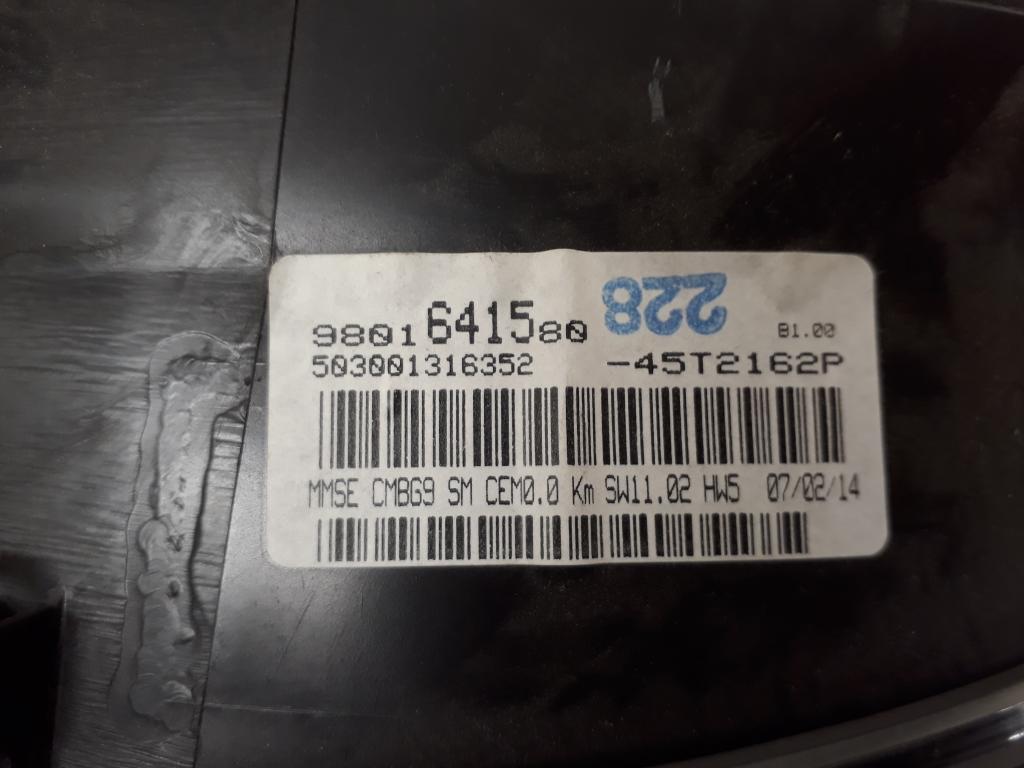 9801641580
228
B1.00
503001316352
-45T2162P
MMSE CMBG9 SM CEM0.0 Km SW11.02 HW5 07/02/14